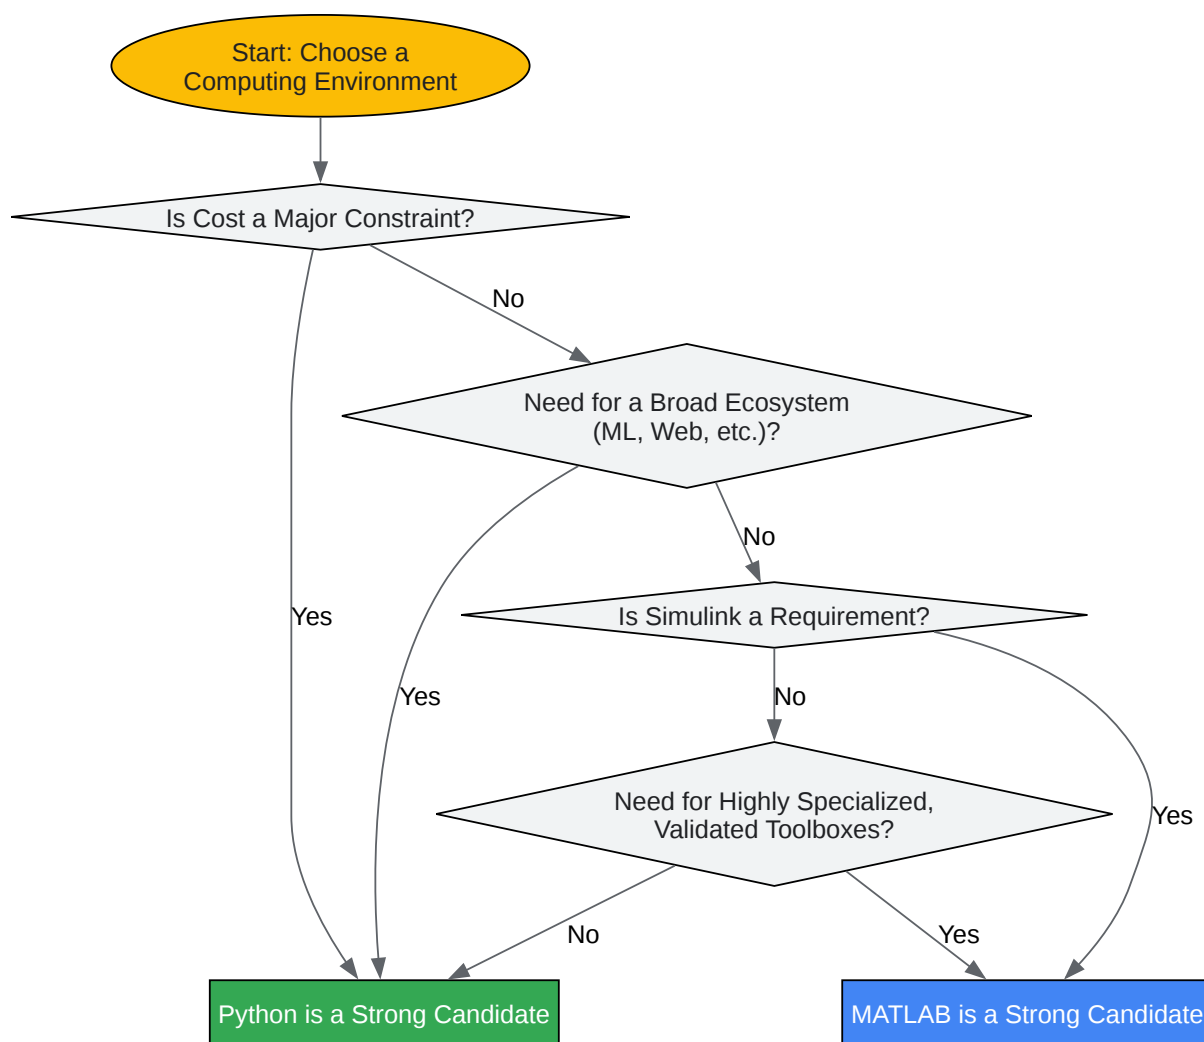 Start: Choose a
Computing Environment
Is Cost a Major Constraint?
No
Need for a Broad Ecosystem
(ML, Web, etc.)?
No
Is Simulink a Requirement?
Yes
Yes
No
Need for Highly Specialized,
Validated Toolboxes?
Yes
No
Yes
Python is a Strong Candidate
MATLAB is a Strong Candidate